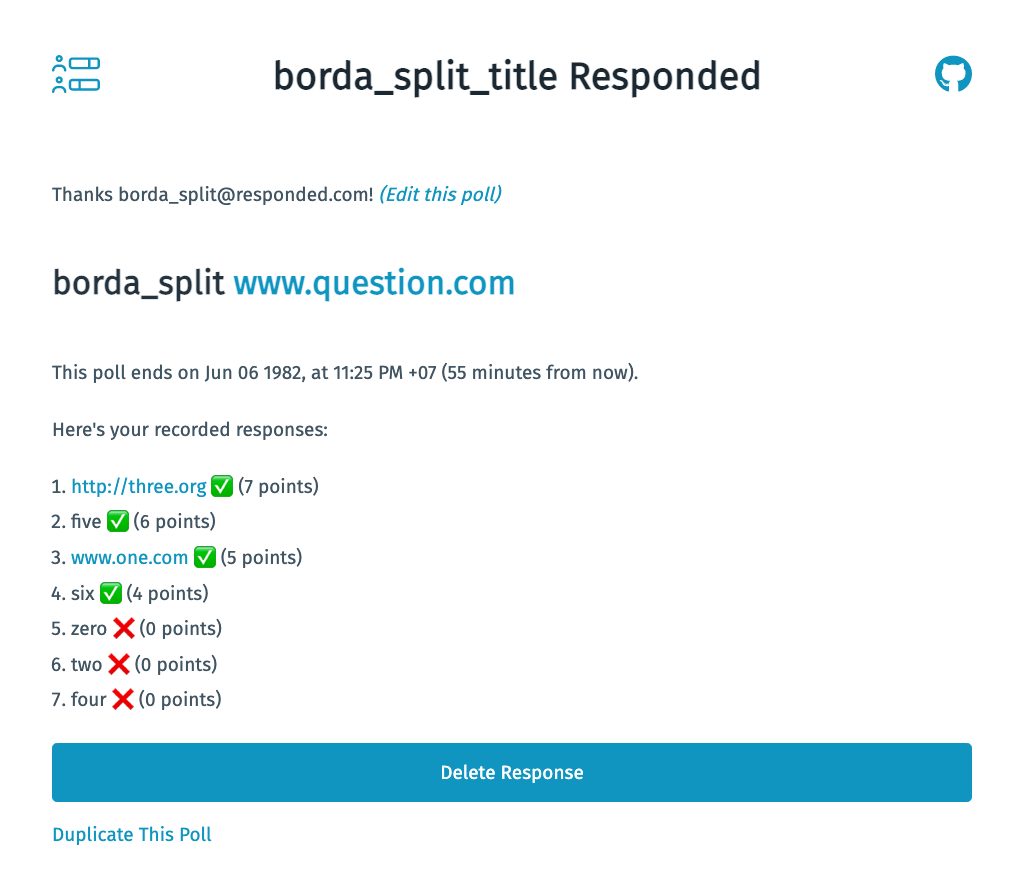 borda_split_title Responded
Thanks borda_split@responded.com! (Edit this poll)
borda_split www.question.com
This poll ends on Jun 06 1982, at 11:25 PM +07 (55 minutes from now).
Here's your recorded responses:
1. http://three.org ✅ (7 points)
2. five ✅ (6 points)
3. www.one.com ✅ (5 points)
4. six ✅ (4 points)
5. zero ❌ (0 points)
6. two ❌ (0 points)
7. four ❌ (0 points)
Delete Response
Duplicate This Poll